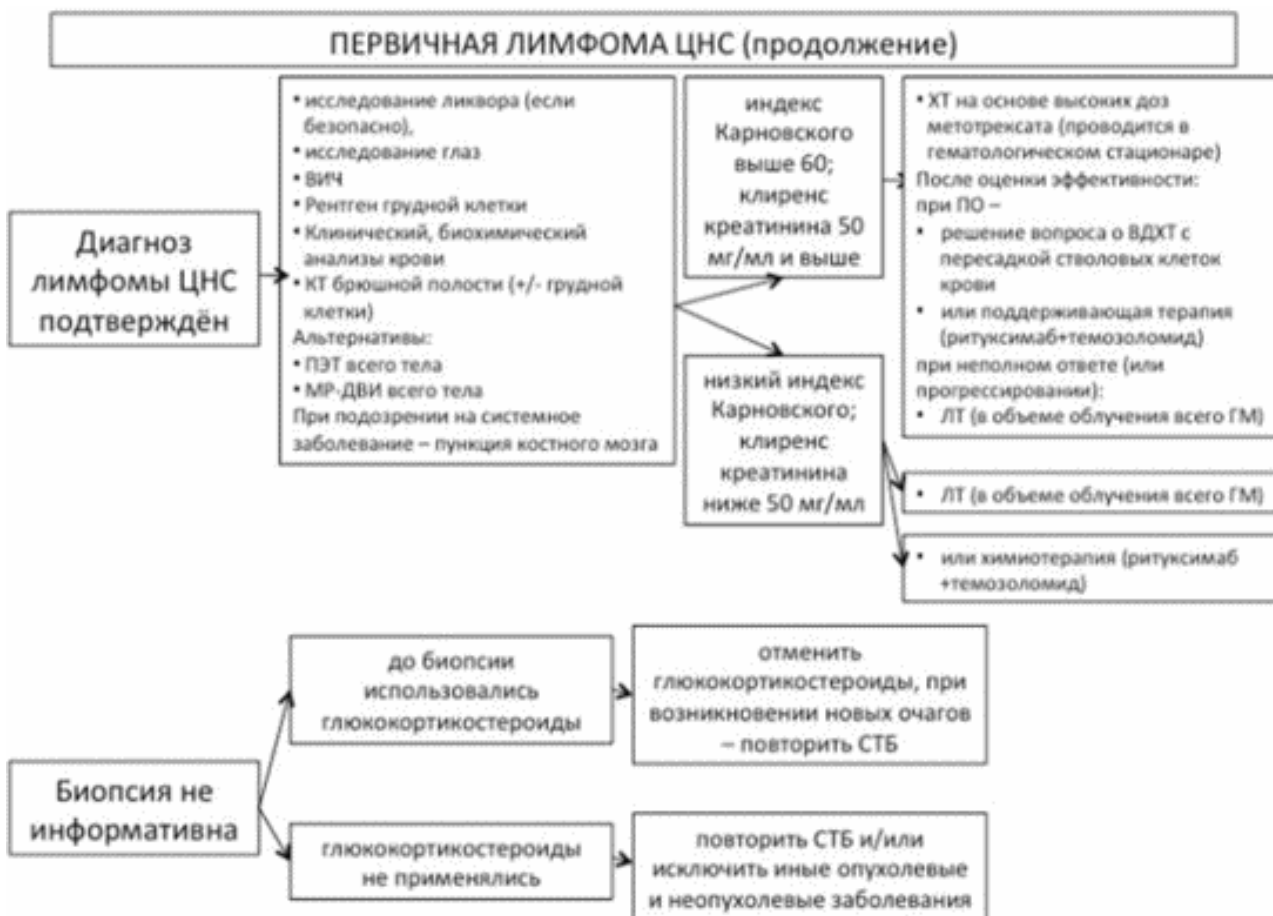 ПЕРВИЧНАЯ ЛИМФОМА ЦНС (продолжение)
Диагноз
лимфомы ЦНС
подтверждён
• исследование ликвора (если
безопасно),
• исследование глаз
• ВИЧ
• Рентген грудной клетки
• Клинический, биохимический
анализы крови
• КТ брюшной полости (+/- грудной
клетки)
Альтернативы:
• ПЭТ всего тела
• МР-ДВИ всего тела
При подозрении на системное
заболевание – пункция костного мозга
индекс
Карновского
выше 60;
клиренс
креатинина 50
мг/мл и выше
низкий индекс
Карновского;
клиренс
креатинина
ниже 50 мг/мл
• ХТ на основе высоких доз
метотрексата (проводится в
гематологическом стационаре)
После оценки эффективности:
при ПО –
• решение вопроса о ВДХТ с
пересадкой стволовых клеток
крови
• или поддерживающая терапия
(ритуксимаб+темозоломид)
при неполном ответе (или
прогрессировании):
• ЛТ (в объеме облучения всего ГМ)
• ЛТ (в объеме облучения всего ГМ)
• или химиотерапия (ритуксимаб
+темозоломид)
Биопсия не
информативна
до биопсии
использовались
глюкокортикостероиды
отменить
глюкокортикостероиды, при
возникновении новых очагов
– повторить СТБ
глюкокортикостероиды
не применялись
повторить СТБ и/или
исключить иные опухолевые
и неопухолевые заболевания